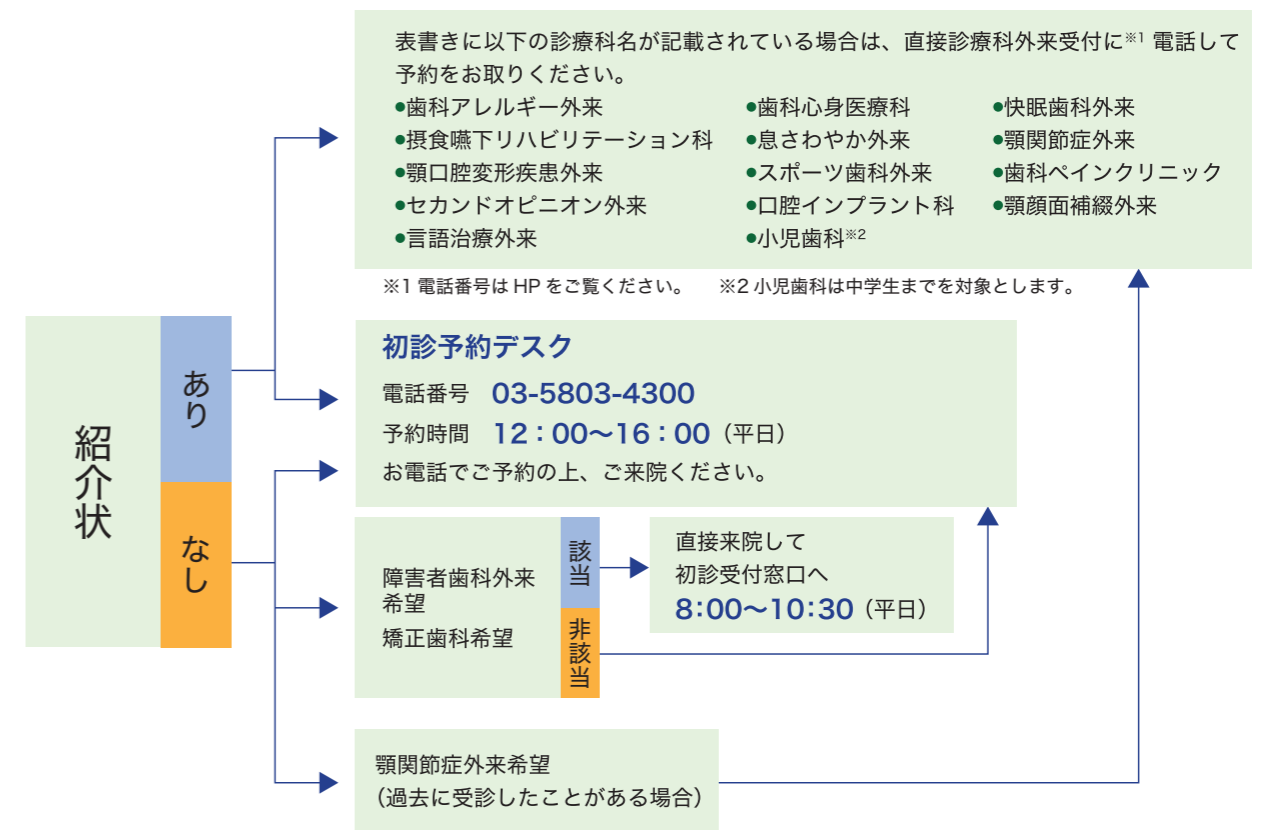 表書きに以下の診療科名が記載されている場合は、直接診療科外来受付に※1 電話して
予約をお取りください。
●歯科アレルギー外来 ●歯科心身医療科 ●快眠歯科外来
●摂食嚥下リハビリテーション科 ●息さわやか外来 ●顎関節症外来
●顎口腔変形疾患外来 ●スポーツ歯科外来 ●歯科ペインクリニック
●セカンドオピニオン外来 ●口腔インプラント科 ●顎顔面補綴外来
●言語治療外来 ●小児歯科※2
※1 電話番号は HP をご覧ください。 ※2 小児歯科は中学生までを対象とします。
紹介状
あり
なし
初診予約デスク
電話番号 03-5803-4300
予約時間 12：00〜16：00（平日）
お電話でご予約の上、ご来院ください。
障害者歯科外来
希望
矯正歯科希望
該当
非該当
直接来院して
初診受付窓口へ
8：00〜10：30（平日）
顎関節症外来希望
（過去に受診したことがある場合）